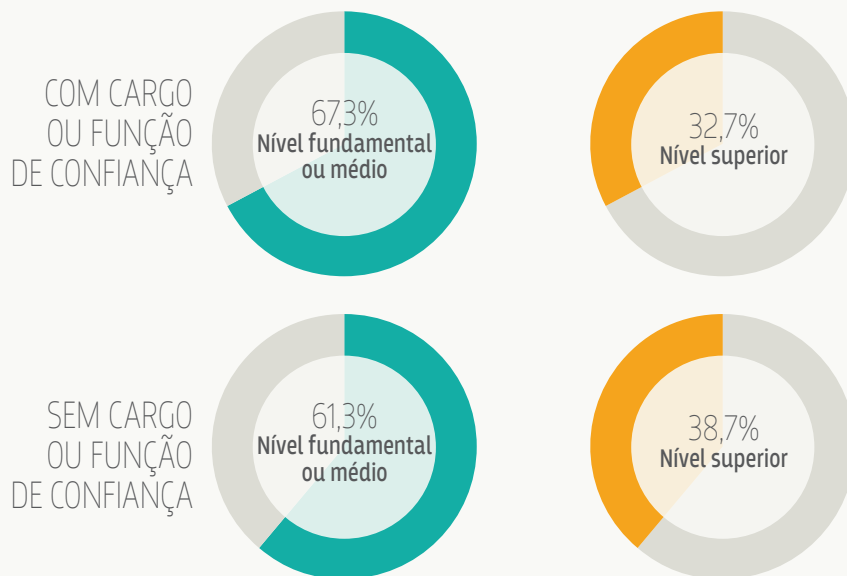 COM CARGO
OU FUNÇÃO
DE CONFIANÇA
67,3%
Nível fundamental
ou médio
32,7%
Nível superior
SEM CARGO
OU FUNÇÃO
DE CONFIANÇA
61,3%
Nível fundamental
ou médio
38,7%
Nível superior